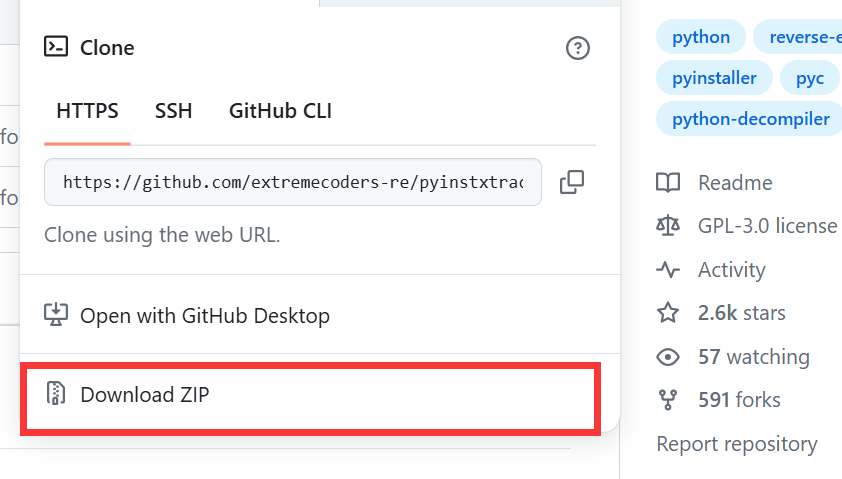 Clone
HTTPS SSH GitHub CLI
https://github.com/extremecoders-re/pyinstxtrac
Clone using the web URL.
Open with GitHub Desktop
Download ZIP
fo
fo
python reverse-e
pyinstaller pyc
python-decompiler
Readme
GPL-3.0 license
Activity
2.6k stars
57 watching
591 forks
Report repository